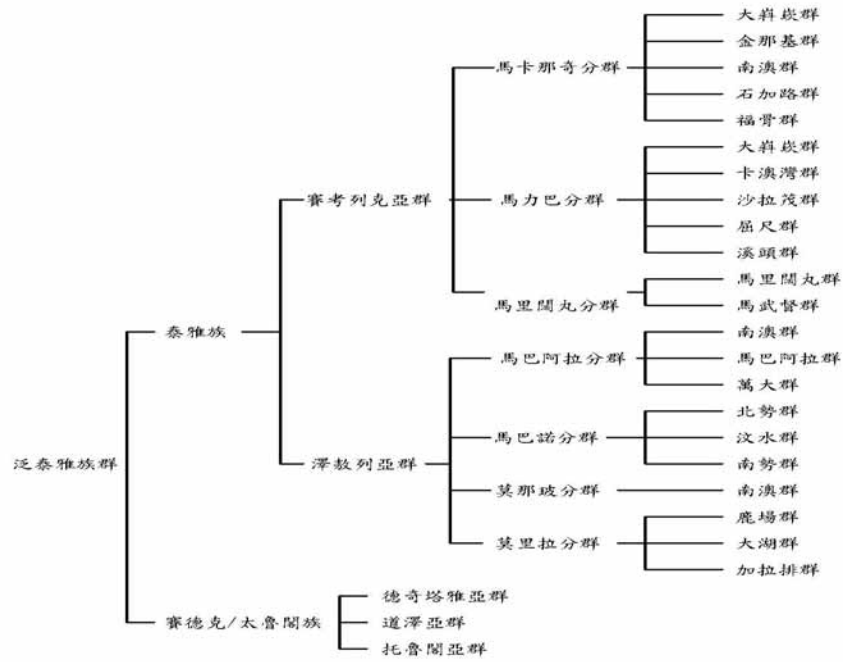 大嵙崁群
金那基群
馬卡那奇分群
南澳群
石加路群
福骨群
大嵙崁群
卡澳灣群
賽考列克亞群
馬力巴分群
沙拉茂群
屈尺群
溪頭群
馬里闊丸群
馬里闊丸分群
馬武督群
泰雅族
南澳群
馬巴阿拉分群
馬巴阿拉群
萬大群
北勢群
馬巴諾分群
汶水群
泛泰雅族群
澤敖列亞群
南勢群
莫那玻分群
南澳群
鹿場群
莫里拉分群
大湖群
加拉排群
德奇塔雅亞群
賽德克/太魯閣族
道澤亞群
托魯閣亞群